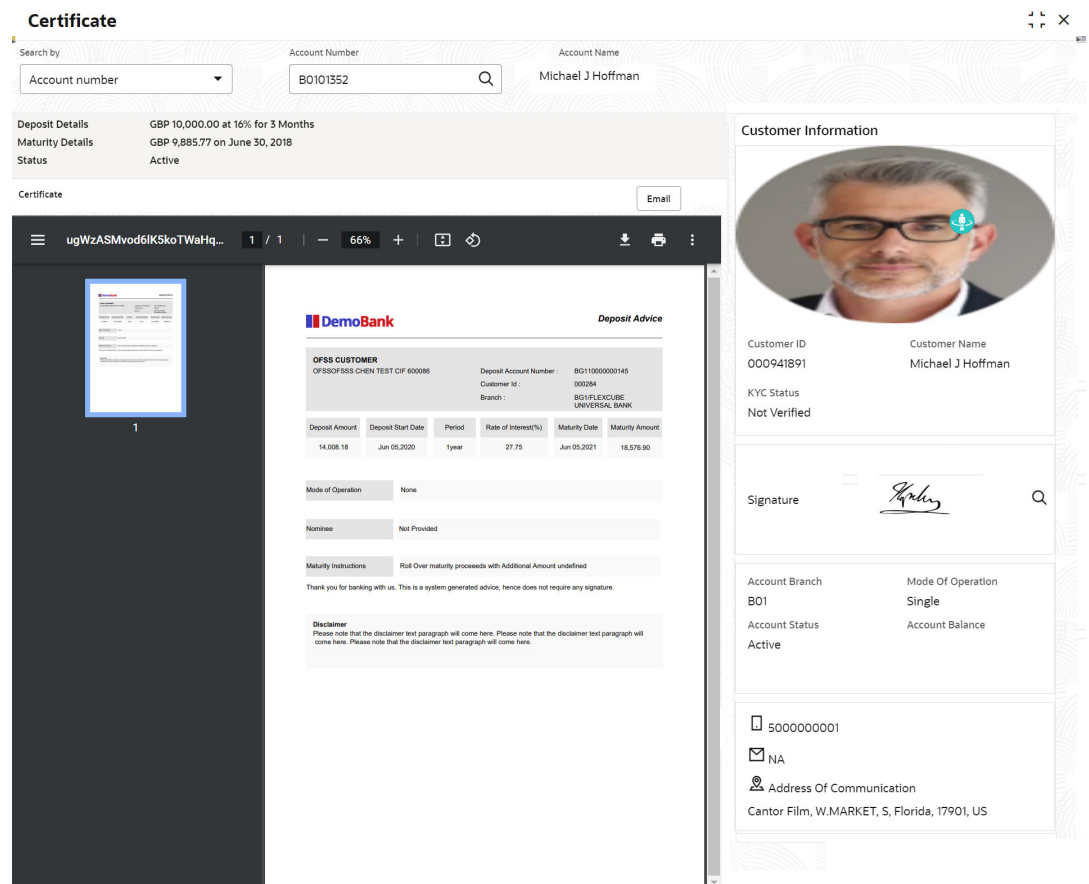 Certificate
Search by
Account Number
Account Name
Account number
B0101352
Michael J Hoffman
Deposit Details GBP 10,000.00 at 16% for 3 Months
Maturity Details GBP 9,885.77 on June 30, 2018
Status Active
Certificate
Email
ugWzASMvod6lK5koTWaHq... 1 / 1 66%
1
DemoBank
Deposit Advice
OFSS CUSTOMER
OFSSOFSSS CHEN TEST CIF 600086
Deposit Account Number : BG110000000145
Customer Id : 000284
Branch : BG1/FLEXCUBE
UNIVERSAL BANK
Deposit Amount Deposit Start Date Period Rate of Interest(%) Maturity Date Maturity Amount
14,008.18 Jun 05,2020 1year 27.75 Jun 05,2021 18,576.90
Mode of Operation None
Nominee Not Provided
Maturity Instructions Roll Over maturity proceeds with Additional Amount undefined
Thank you for banking with us. This is a system generated advice, hence does not require any signature.
Disclaimer
Please note that the disclaimer text paragraph will come here. Please note that the disclaimer text paragraph will
come here. Please note that the disclaimer text paragraph will come here.
Customer Information
Customer ID Customer Name
000941891 Michael J Hoffman
KYC Status
Not Verified
Signature
Account Branch Mode Of Operation
B01 Single
Account Status Account Balance
Active
5000000001
NA
Address Of Communication
Cantor Film, W.MARKET, S, Florida, 17901, US